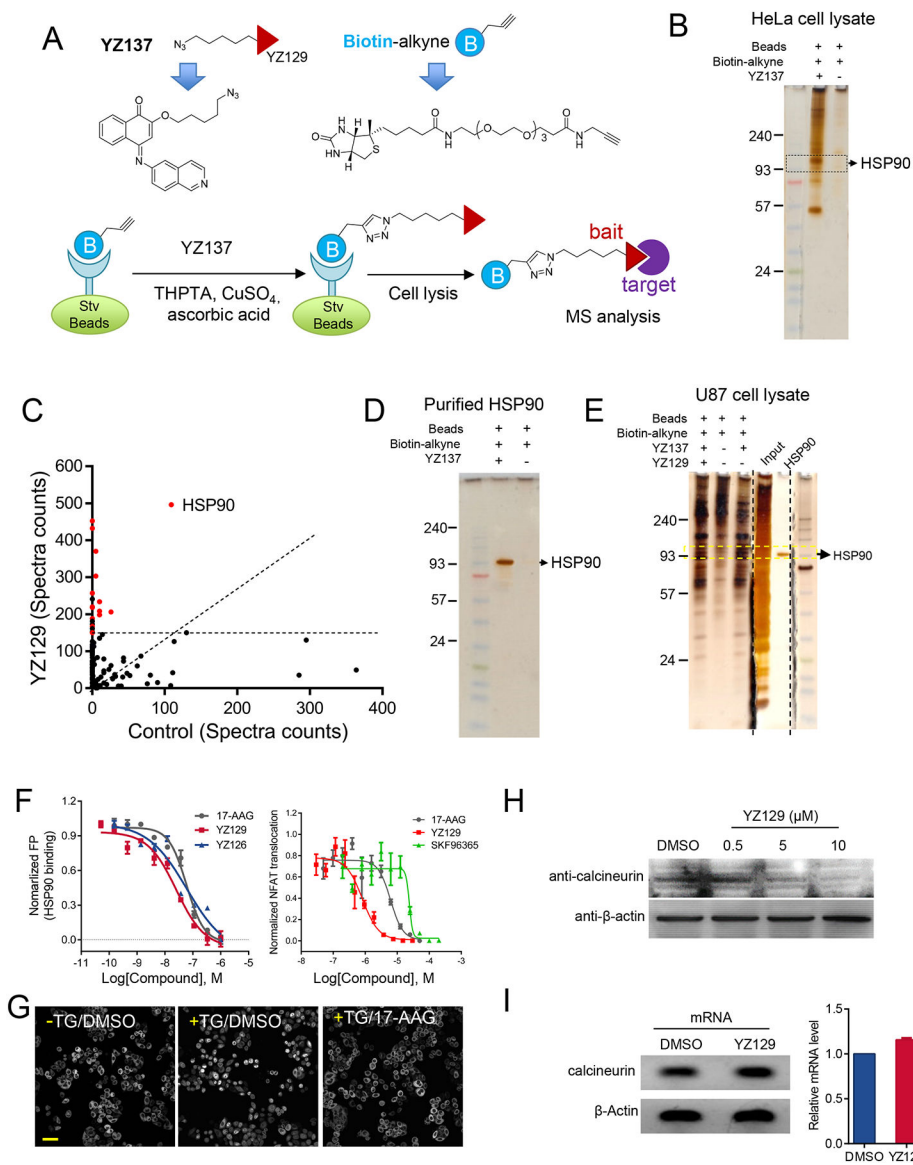 A
YZ137
N₃
YZ129
Biotin-alkyne
B
O
O
N₃
N
N
O
HN
O
NH
S
N
H
O
O
3
O
N
H
B
YZ137
THPTA, CuSO₄,
ascorbic acid
Stv
Beads
B
N
N=N
Stv
Beads
Cell lysis
B
N
N=N
bait
target
MS analysis
B
HeLa cell lysate
Beads + +
Biotin-alkyne + +
YZ137 + -
240
93
57
24
HSP90
C
YZ129 (Spectra counts)
600
500
400
300
200
100
0
HSP90
0 100 200 300 400
Control (Spectra counts)
D
Purified HSP90
Beads + +
Biotin-alkyne + +
YZ137 + -
240
93
57
24
HSP90
E
U87 cell lysate
Beads + + +
Biotin-alkyne + + +
YZ137 + - +
YZ129 + - -
Input
HSP90
240
93
57
24
HSP90
F
Nomarlized FP
(HSP90 binding)
1.2
0.9
0.6
0.3
0.0
17-AAG
YZ129
YZ126
-11 -10 -9 -8 -7 -6 -5
Log[Compound], M
Normalized NFAT translocation
1.2
1.0
0.8
0.6
0.4
0.2
0.0
17-AAG
YZ129
SKF96365
-8 -7 -6 -5 -4 -3
Log[Compound], M
G
-TG/DMSO
+TG/DMSO
+TG/17-AAG
H
YZ129 (μM)
DMSO 0.5 5 10
anti-calcineurin
anti-β-actin
I
mRNA
DMSO YZ129
calcineurin
β-Actin
Relative mRNA level
1.5
1.0
0.5
0.0
DMSO YZ12